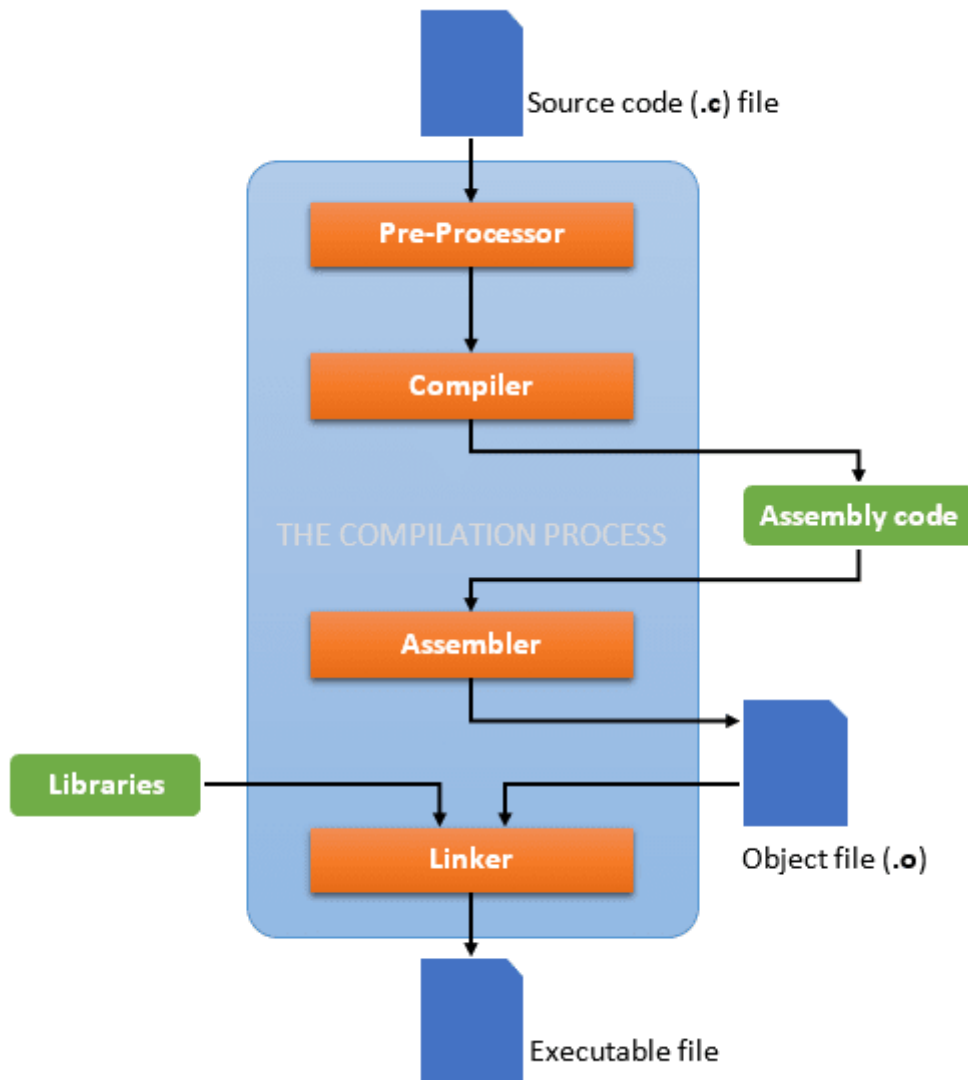 Source code (.c) file
Pre-Processor
Compiler
Assembly code
THE COMPILATION PROCESS
Assembler
Libraries
Linker
Object file (.o)
Executable file